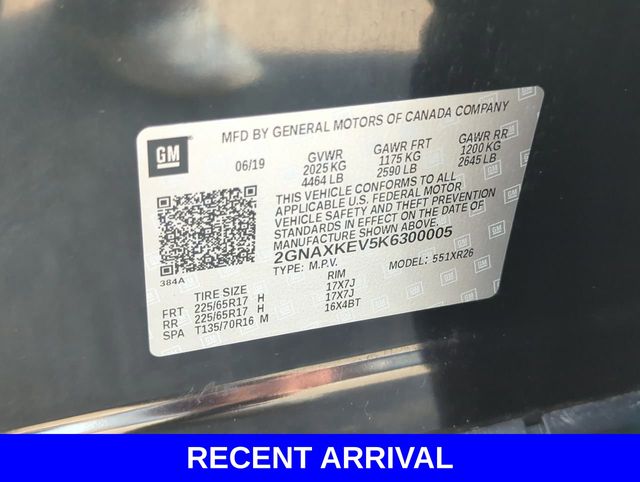 MFD BY GENERAL MOTORS OF CANADA COMPANY
GM
06/19 GVWR GAWR FRT GAWR RR
2025 KG 1175 KG 1200 KG
4464 LB 2590 LB 2645 LB
THIS VEHICLE CONFORMS TO ALL
APPLICABLE U.S. FEDERAL MOTOR
VEHICLE SAFETY AND THEFT PREVENTION
STANDARDS IN EFFECT ON THE DATE OF
MANUFACTURE SHOWN ABOVE.
2GNAXKEV5K6300005
384A
TYPE: M.P.V. MODEL: 551XR26
TIRE SIZE RIM
FRT 225/65R17 H 17X7J
RR 225/65R17 H 17X7J
SPA T135/70R16 M 16X4BT
RECENT ARRIVAL